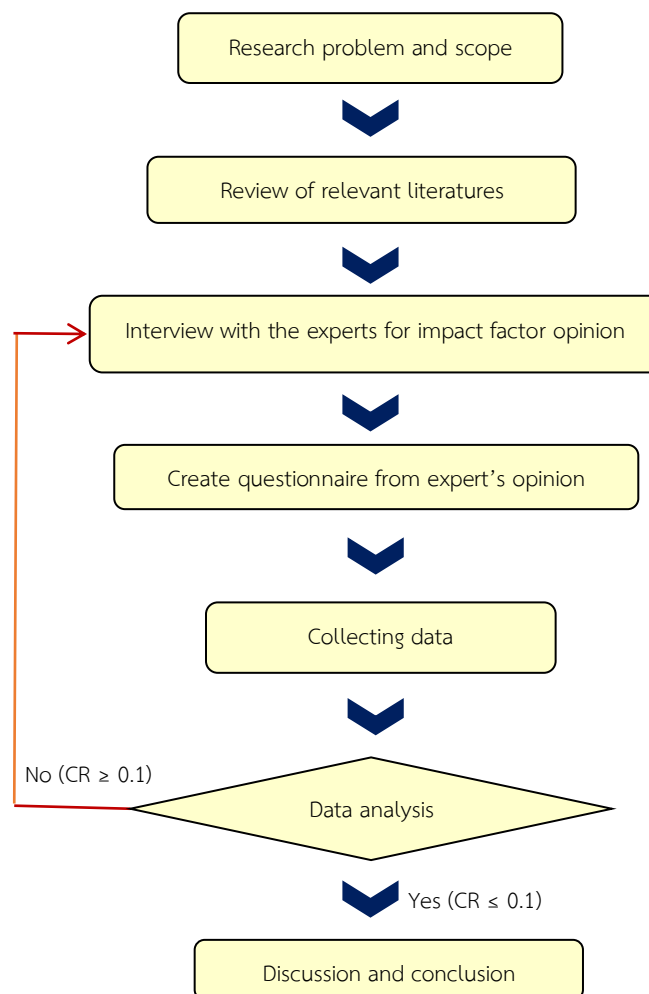 Research problem and scope
Review of relevant literatures
Interview with the experts for impact factor opinion
Create questionnaire from expert’s opinion
Collecting data
No (CR ≥ 0.1)
Data analysis
Yes (CR ≤ 0.1)
Discussion and conclusion